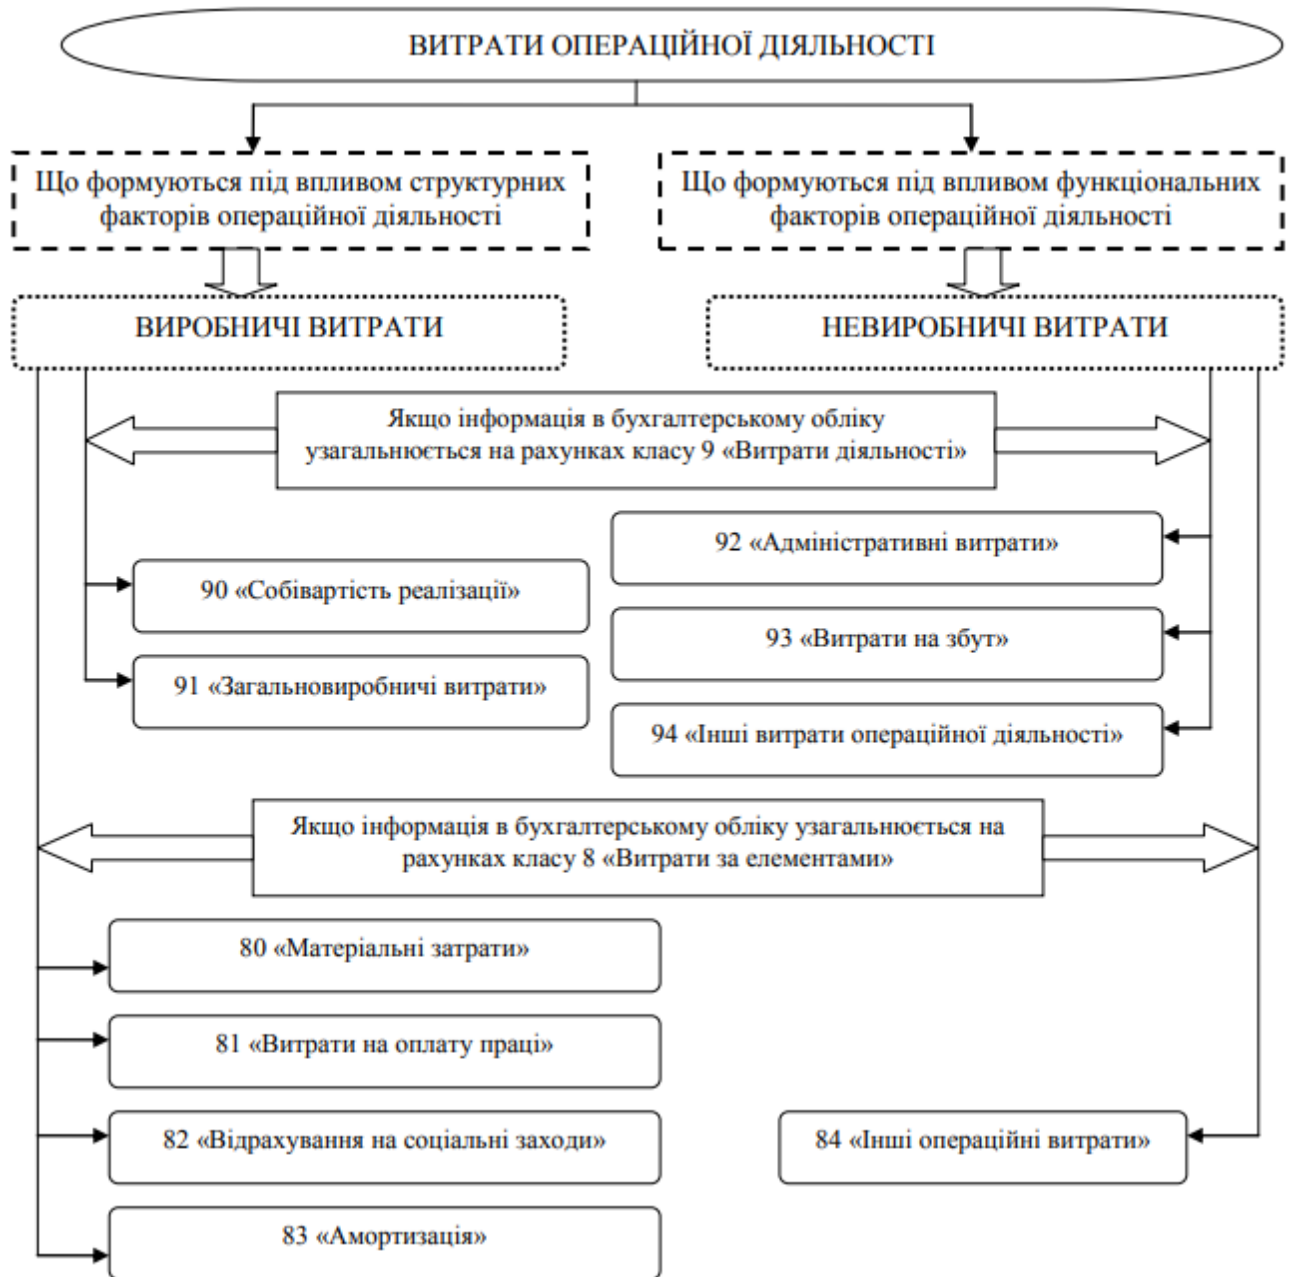 ВИТРАТИ ОПЕРАЦІЙНОЇ ДІЯЛЬНОСТІ
Що формуються під впливом структурних
факторів операційної діяльності
Що формуються під впливом функціональних
факторів операційної діяльності
ВИРОБНИЧІ ВИТРАТИ
НЕВИРОБНИЧІ ВИТРАТИ
Якщо інформація в бухгалтерському обліку
узагальнюється на рахунках класу 9 «Витрати діяльності»
92 «Адміністративні витрати»
90 «Собівартість реалізації»
93 «Витрати на збут»
91 «Загальновиробничі витрати»
94 «Інші витрати операційної діяльності»
Якщо інформація в бухгалтерському обліку узагальнюється на
рахунках класу 8 «Витрати за елементами»
80 «Матеріальні затрати»
81 «Витрати на оплату праці»
82 «Відрахування на соціальні заходи»
84 «Інші операційні витрати»
83 «Амортизація»